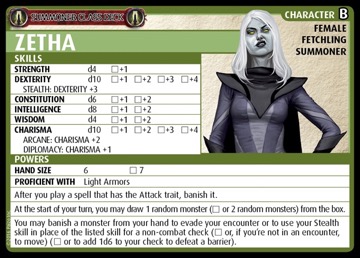 SUMMONER CLASS DECK
CHARACTER B
ZETHA
FEMALE
FETCHLING
SUMMONER
SKILLS
STRENGTH d4 □+1
DEXTERITY d10 □+1 □+2 □+3 □+4
STEALTH: DEXTERITY +3
CONSTITUTION d6 □+1 □+2
INTELLIGENCE d8 □+1 □+2
WISDOM d4 □+1 □+2
CHARISMA d10 □+1 □+2 □+3 □+4
ARCANE: CHARISMA +2
DIPLOMACY: CHARISMA +1
POWERS
HAND SIZE 6 □ 7
PROFICIENT WITH Light Armors
After you play a spell that has the Attack trait, banish it.
At the start of your turn, you may draw 1 random monster (□ or 2 random monsters) from the box.
You may banish a monster from your hand to evade your encounter or to use your Stealth
skill in place of the listed skill for a non-combat check (□ or, if you're not in an encounter,
to move) (□ or to add 1d6 to your check to defeat a barrier).